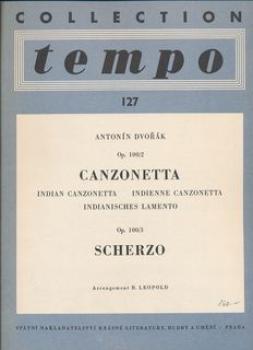 COLLECTION
tempo
127
ANTONÍN DVOŘÁK
Op. 100/2
CANZONETTA
INDIAN CANZONETTA INDIENNE CANZONETTA
INDIANISCHES LAMENTO
Op. 100/3
SCHERZO
Arrangement B. LEOPOLD
STÁTNÍ NAKLADATELSTVÍ KRÁSNÉ LITERATURY, HUDBY A UMĚNÍ - PRAHA